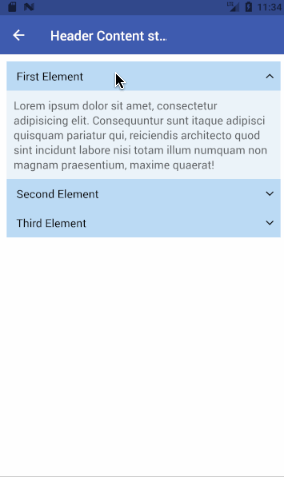 11:34
Header Content st...
First Element
Lorem ipsum dolor sit amet, consectetur
adipisicing elit. Consequuntur sunt itaque adipisci
quisquam pariatur qui, reiciendis architecto quod
sint incidunt labore nisi totam illum numquam non
magnam praesentium, maxime quaerat!
Second Element
Third Element